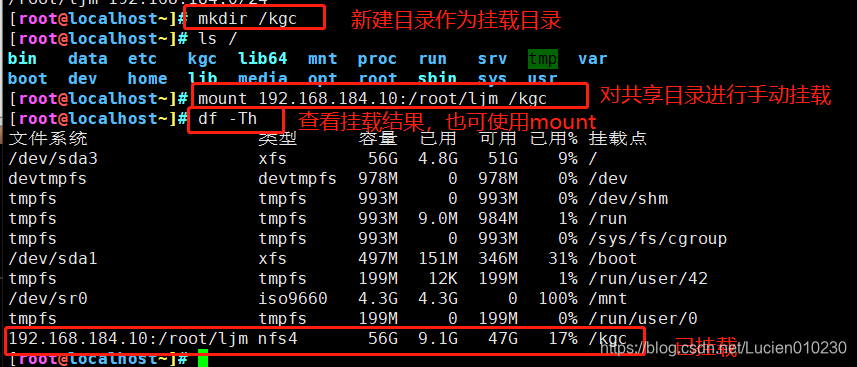 /root/ljm 192.168.184.0/24
[root@localhost~]# mkdir /kgc 新建目录作为挂载目录
[root@localhost~]# ls /
bin data etc kgc lib64 mnt proc run srv tmp var
boot dev home lib media opt root sbin sys usr
[root@localhost~]# mount 192.168.184.10:/root/ljm /kgc 对共享目录进行手动挂载
[root@localhost~]# df -Th 查看挂载结果，也可使用mount
文件系统 类型 容量 已用 可用 已用% 挂载点
/dev/sda3 xfs 56G 4.8G 51G 9% /
devtmpfs devtmpfs 978M 0 978M 0% /dev
tmpfs tmpfs 993M 0 993M 0% /dev/shm
tmpfs tmpfs 993M 9.0M 984M 1% /run
tmpfs tmpfs 993M 0 993M 0% /sys/fs/cgroup
/dev/sda1 xfs 497M 151M 346M 31% /boot
tmpfs tmpfs 199M 12K 199M 1% /run/user/42
/dev/sr0 iso9660 4.3G 4.3G 0 100% /mnt
tmpfs tmpfs 199M 0 199M 0% /run/user/0
192.168.184.10:/root/ljm nfs4 56G 9.1G 47G 17% /kgc 已挂载
https://blog.csdn.net/Lucien010230
[root@localhost~]#